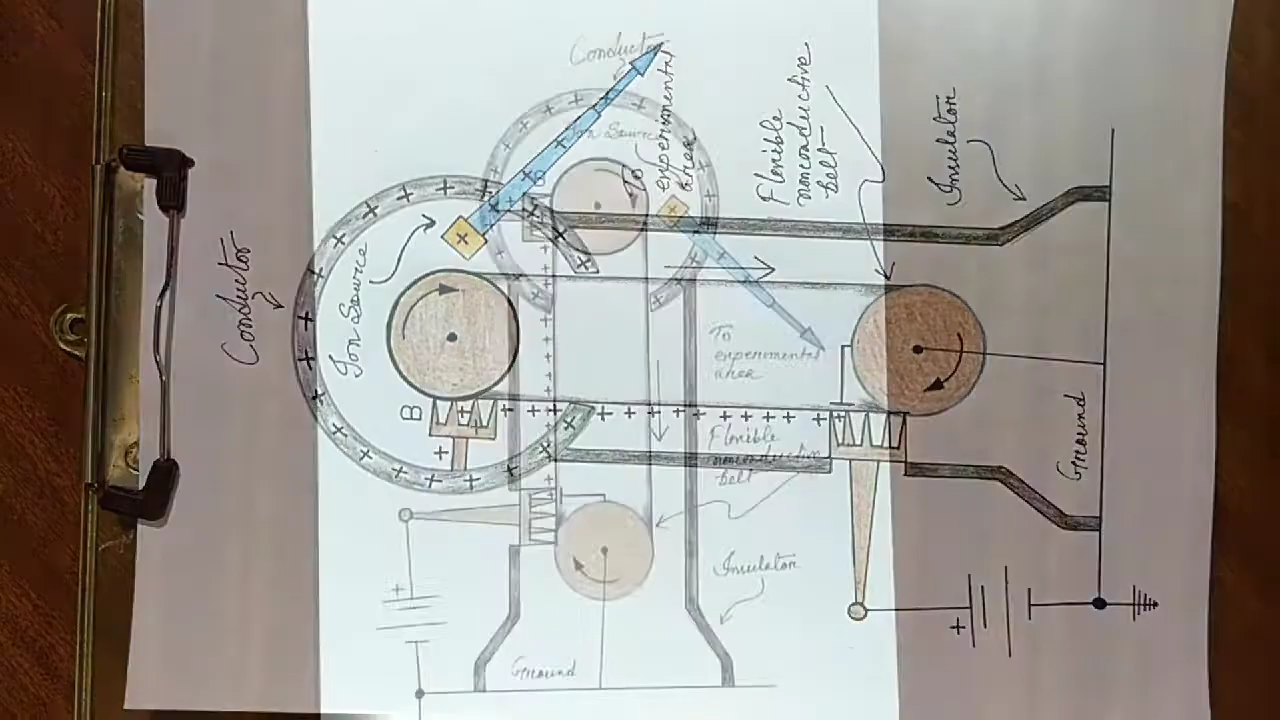 Conductor
Ion Source
To
experimental
area
Flexible
nonconductive
belt
Insulator
B
Ground
Conductor
Ion Source
To
experimental
area
Flexible
nonconductive
belt
Insulator
Ground